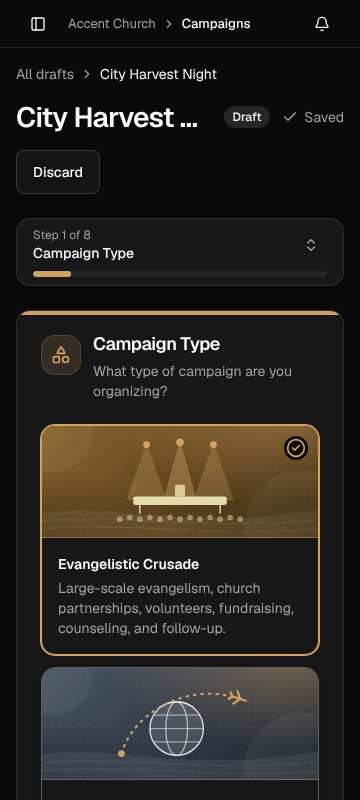 Accent Church > Campaigns
All drafts > City Harvest Night
City Harvest ... Draft Saved
Discard
Step 1 of 8
Campaign Type
Campaign Type
What type of campaign are you
organizing?
Evangelistic Crusade
Large-scale evangelism, church
partnerships, volunteers, fundraising,
counseling, and follow-up.